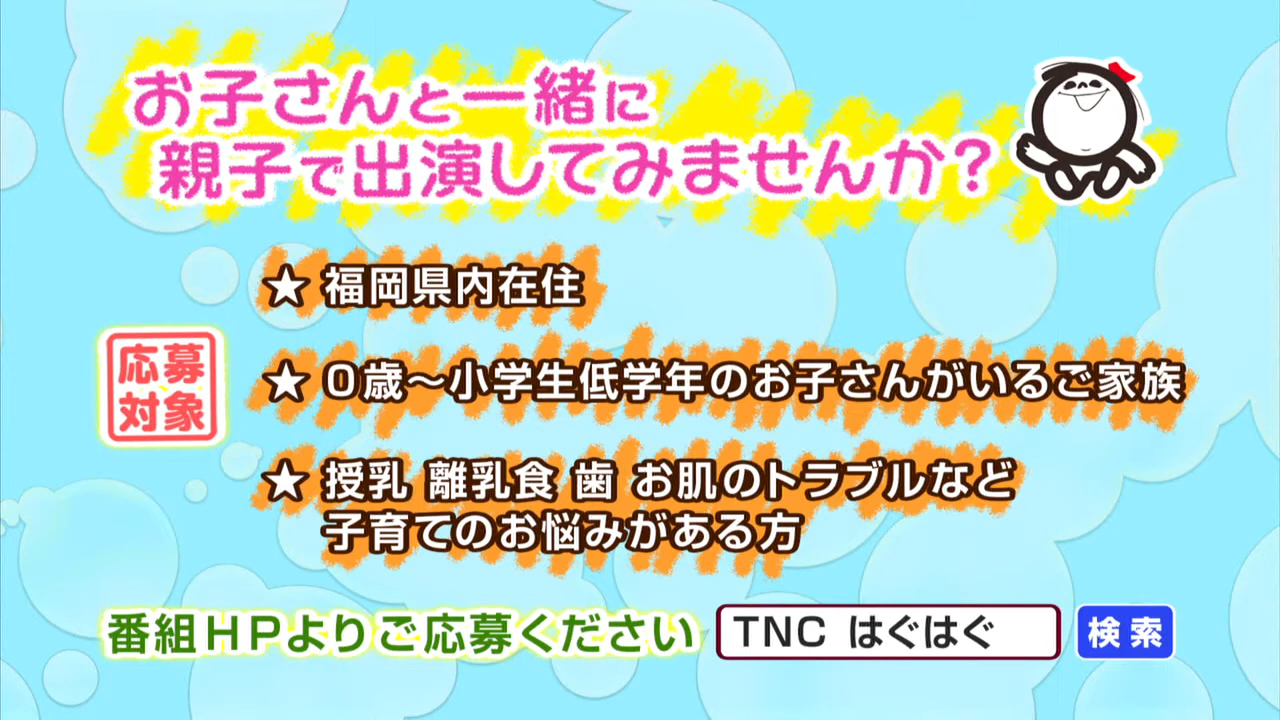 お子さんと一緒に
親子で出演してみませんか?
★ 福岡県内在住
応募
対象
★ 0歳～小学生低学年のお子さんがいるご家族
★ 授乳 離乳食 歯 お肌のトラブルなど
子育てのお悩みがある方
番組HPよりご応募ください TNC はぐはぐ 検索